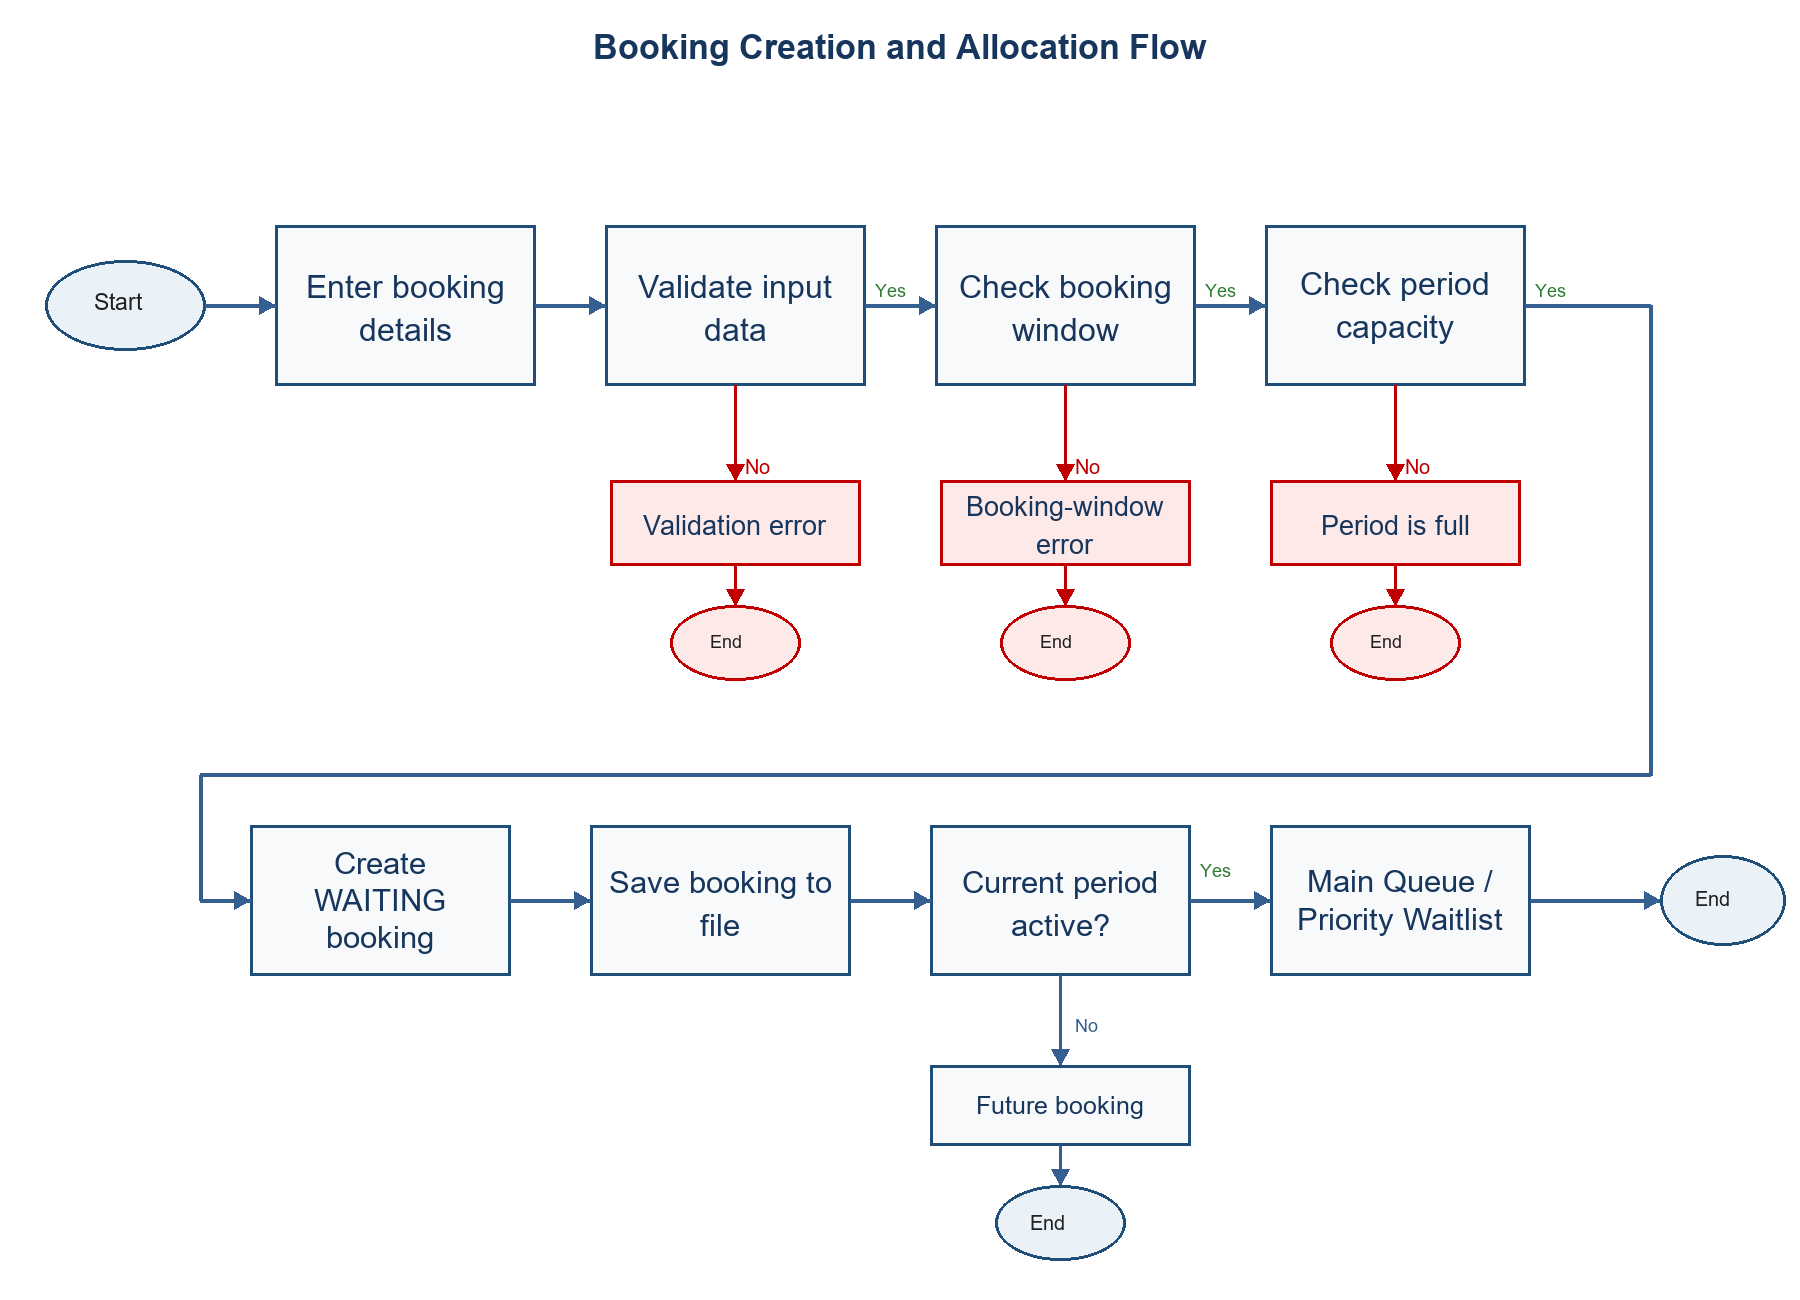 Booking Creation and Allocation Flow
Start
Enter booking
details
Validate input
data
Yes
Check booking
window
Yes
Check period
capacity
Yes
No
No
No
Validation error
Booking-window
error
Period is full
End
End
End
Create
WAITING
booking
Save booking to
file
Current period
active?
Yes
Main Queue /
Priority Waitlist
End
No
Future booking
End